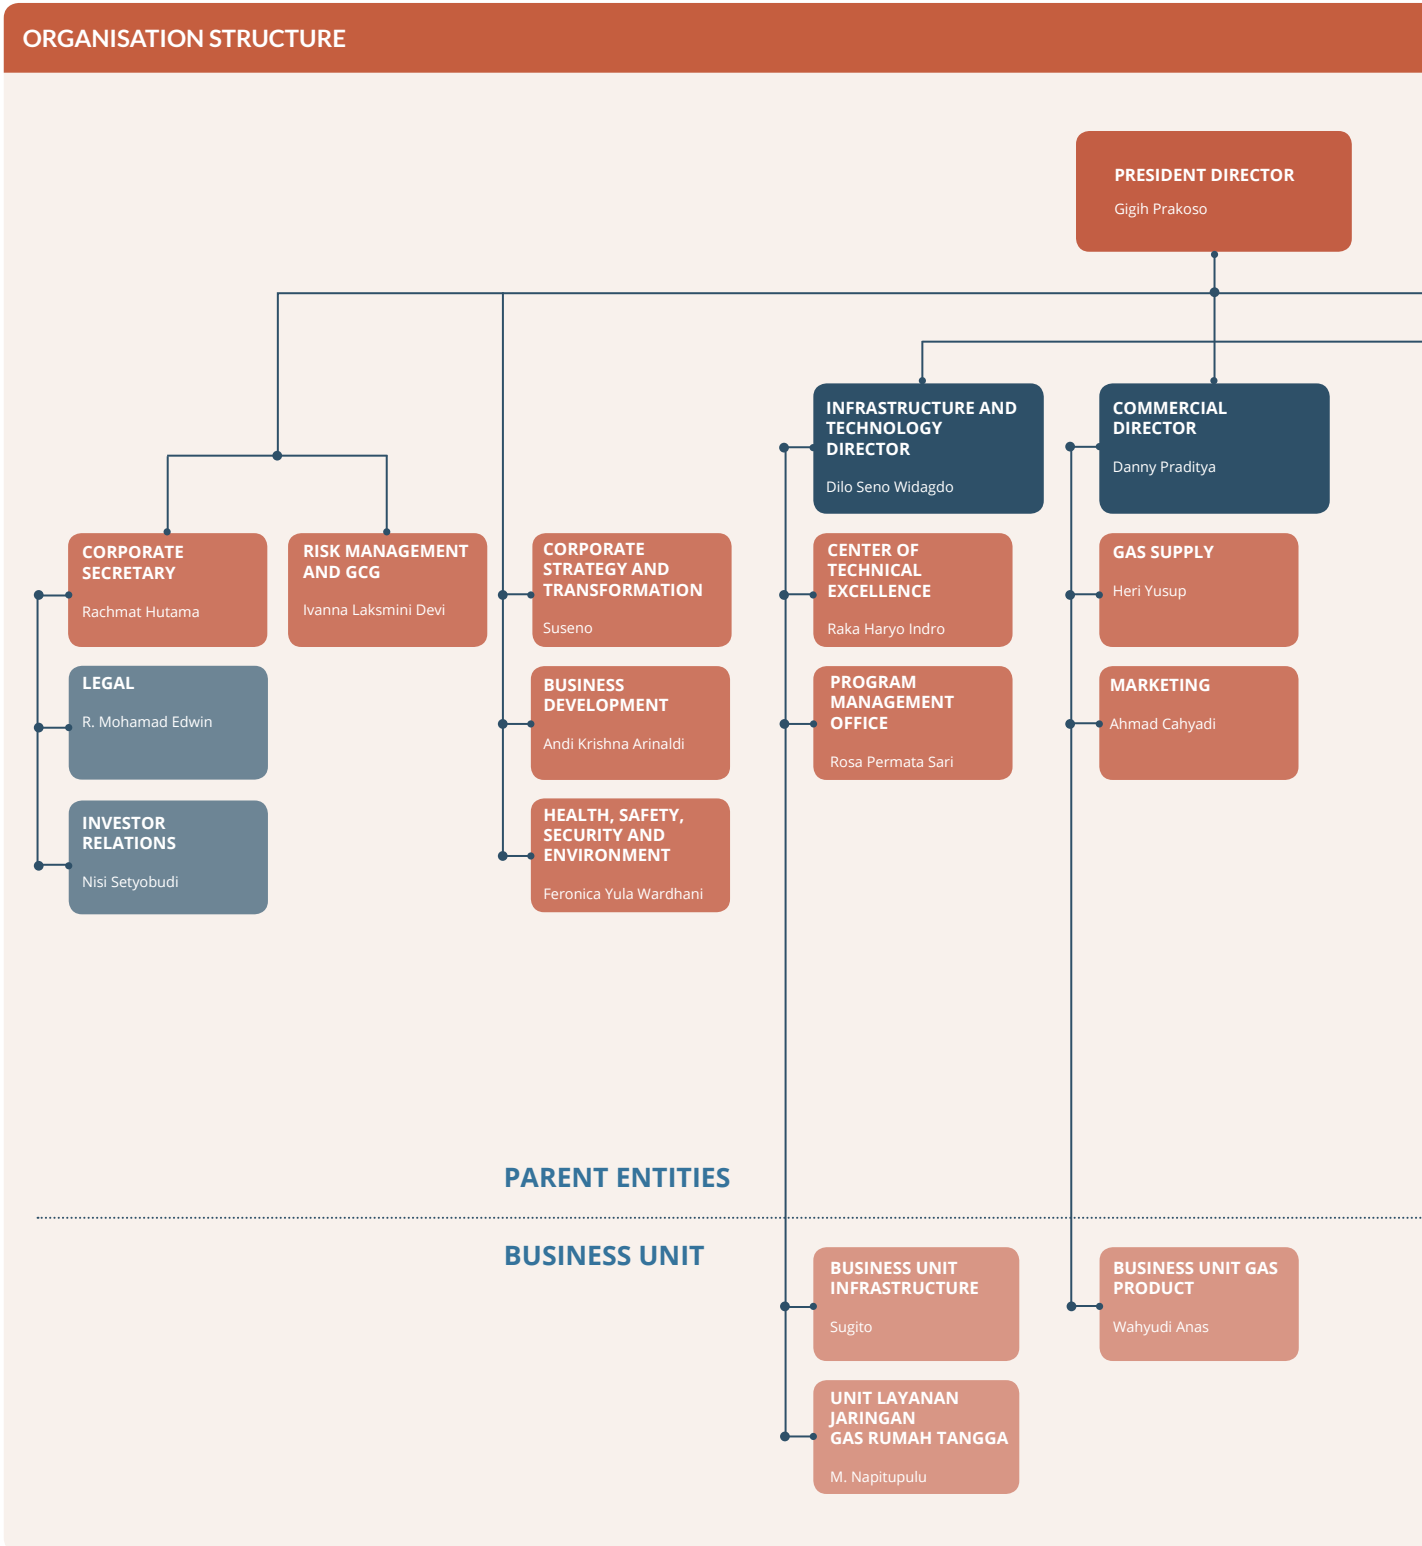 ORGANISATION STRUCTURE
PRESIDENT DIRECTOR
Gigih Prakoso
INFRASTRUCTURE AND
TECHNOLOGY
DIRECTOR
Dilo Seno Widagdo
COMMERCIAL
DIRECTOR
Danny Praditya
CORPORATE
SECRETARY
Rachmat Hutama
RISK MANAGEMENT
AND GCG
Ivanna Laksmini Devi
CORPORATE
STRATEGY AND
TRANSFORMATION
Suseno
CENTER OF
TECHNICAL
EXCELLENCE
Raka Haryo Indro
GAS SUPPLY
Heri Yusup
LEGAL
R. Mohamad Edwin
BUSINESS
DEVELOPMENT
Andi Krishna Arinaldi
PROGRAM
MANAGEMENT
OFFICE
Rosa Permata Sari
MARKETING
Ahmad Cahyadi
INVESTOR
RELATIONS
Nisi Setyobudi
HEALTH, SAFETY,
SECURITY AND
ENVIRONMENT
Feronica Yula Wardhani
PARENT ENTITIES
BUSINESS UNIT
BUSINESS UNIT
INFRASTRUCTURE
Sugito
BUSINESS UNIT GAS
PRODUCT
Wahyudi Anas
UNIT LAYANAN
JARINGAN
GAS RUMAH TANGGA
M. Napitupulu